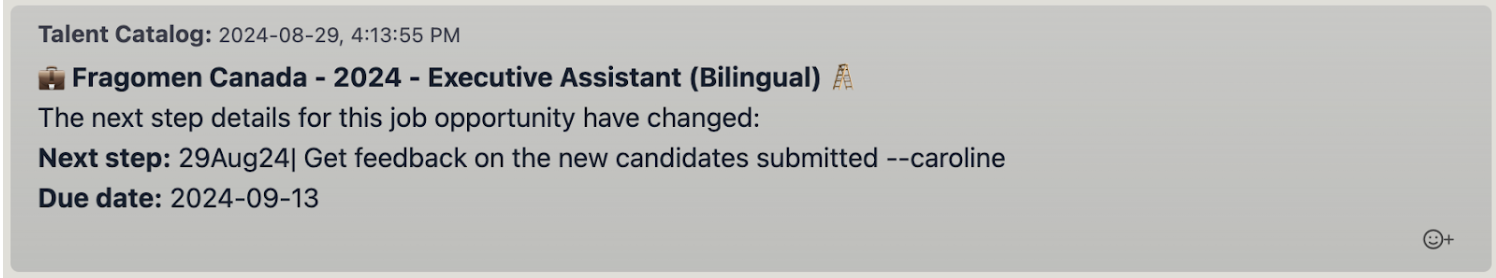 Talent Catalog: 2024-08-29, 4:13:55 PM
💼 Fragomen Canada - 2024 - Executive Assistant (Bilingual) 🪜
The next step details for this job opportunity have changed:
Next step: 29Aug24| Get feedback on the new candidates submitted --caroline
Due date: 2024-09-13